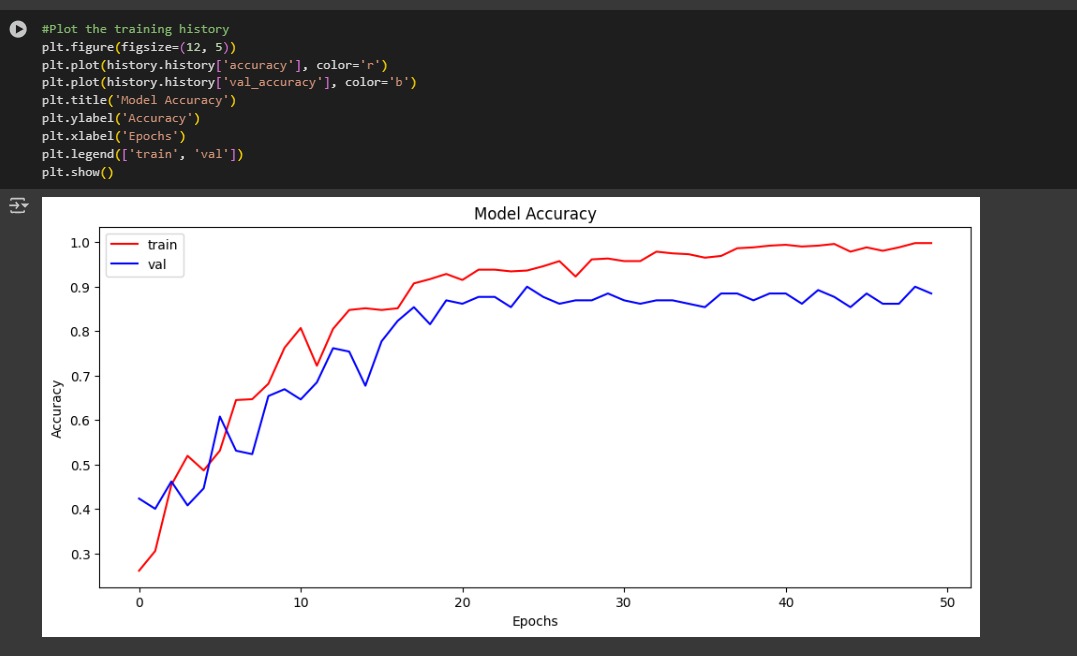 #Plot the training history
plt.figure(figsize=(12, 5))
plt.plot(history.history['accuracy'], color='r')
plt.plot(history.history['val_accuracy'], color='b')
plt.title('Model Accuracy')
plt.ylabel('Accuracy')
plt.xlabel('Epochs')
plt.legend(['train', 'val'])
plt.show()
Model Accuracy
train
val
1.0
0.9
0.8
0.7
0.6
0.5
0.4
0.3
Accuracy
0 10 20 30 40 50
Epochs